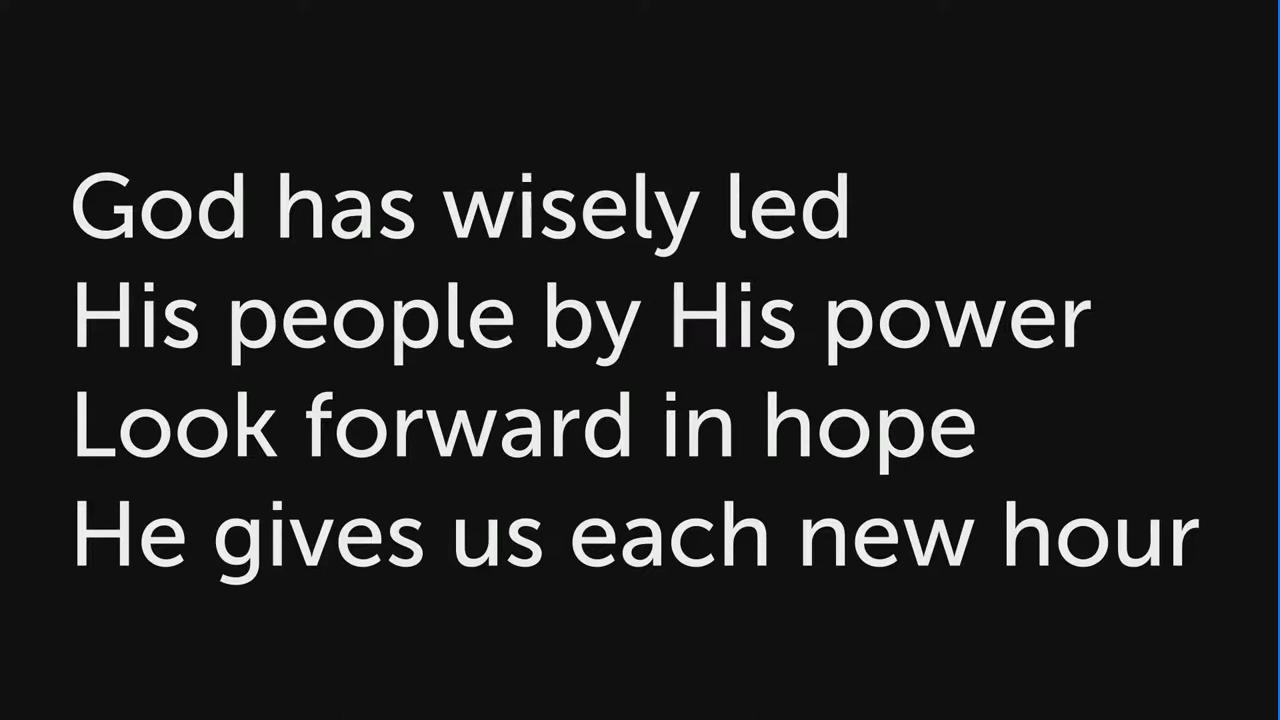 God has wisely led
His people by His power
Look forward in hope
He gives us each new hour